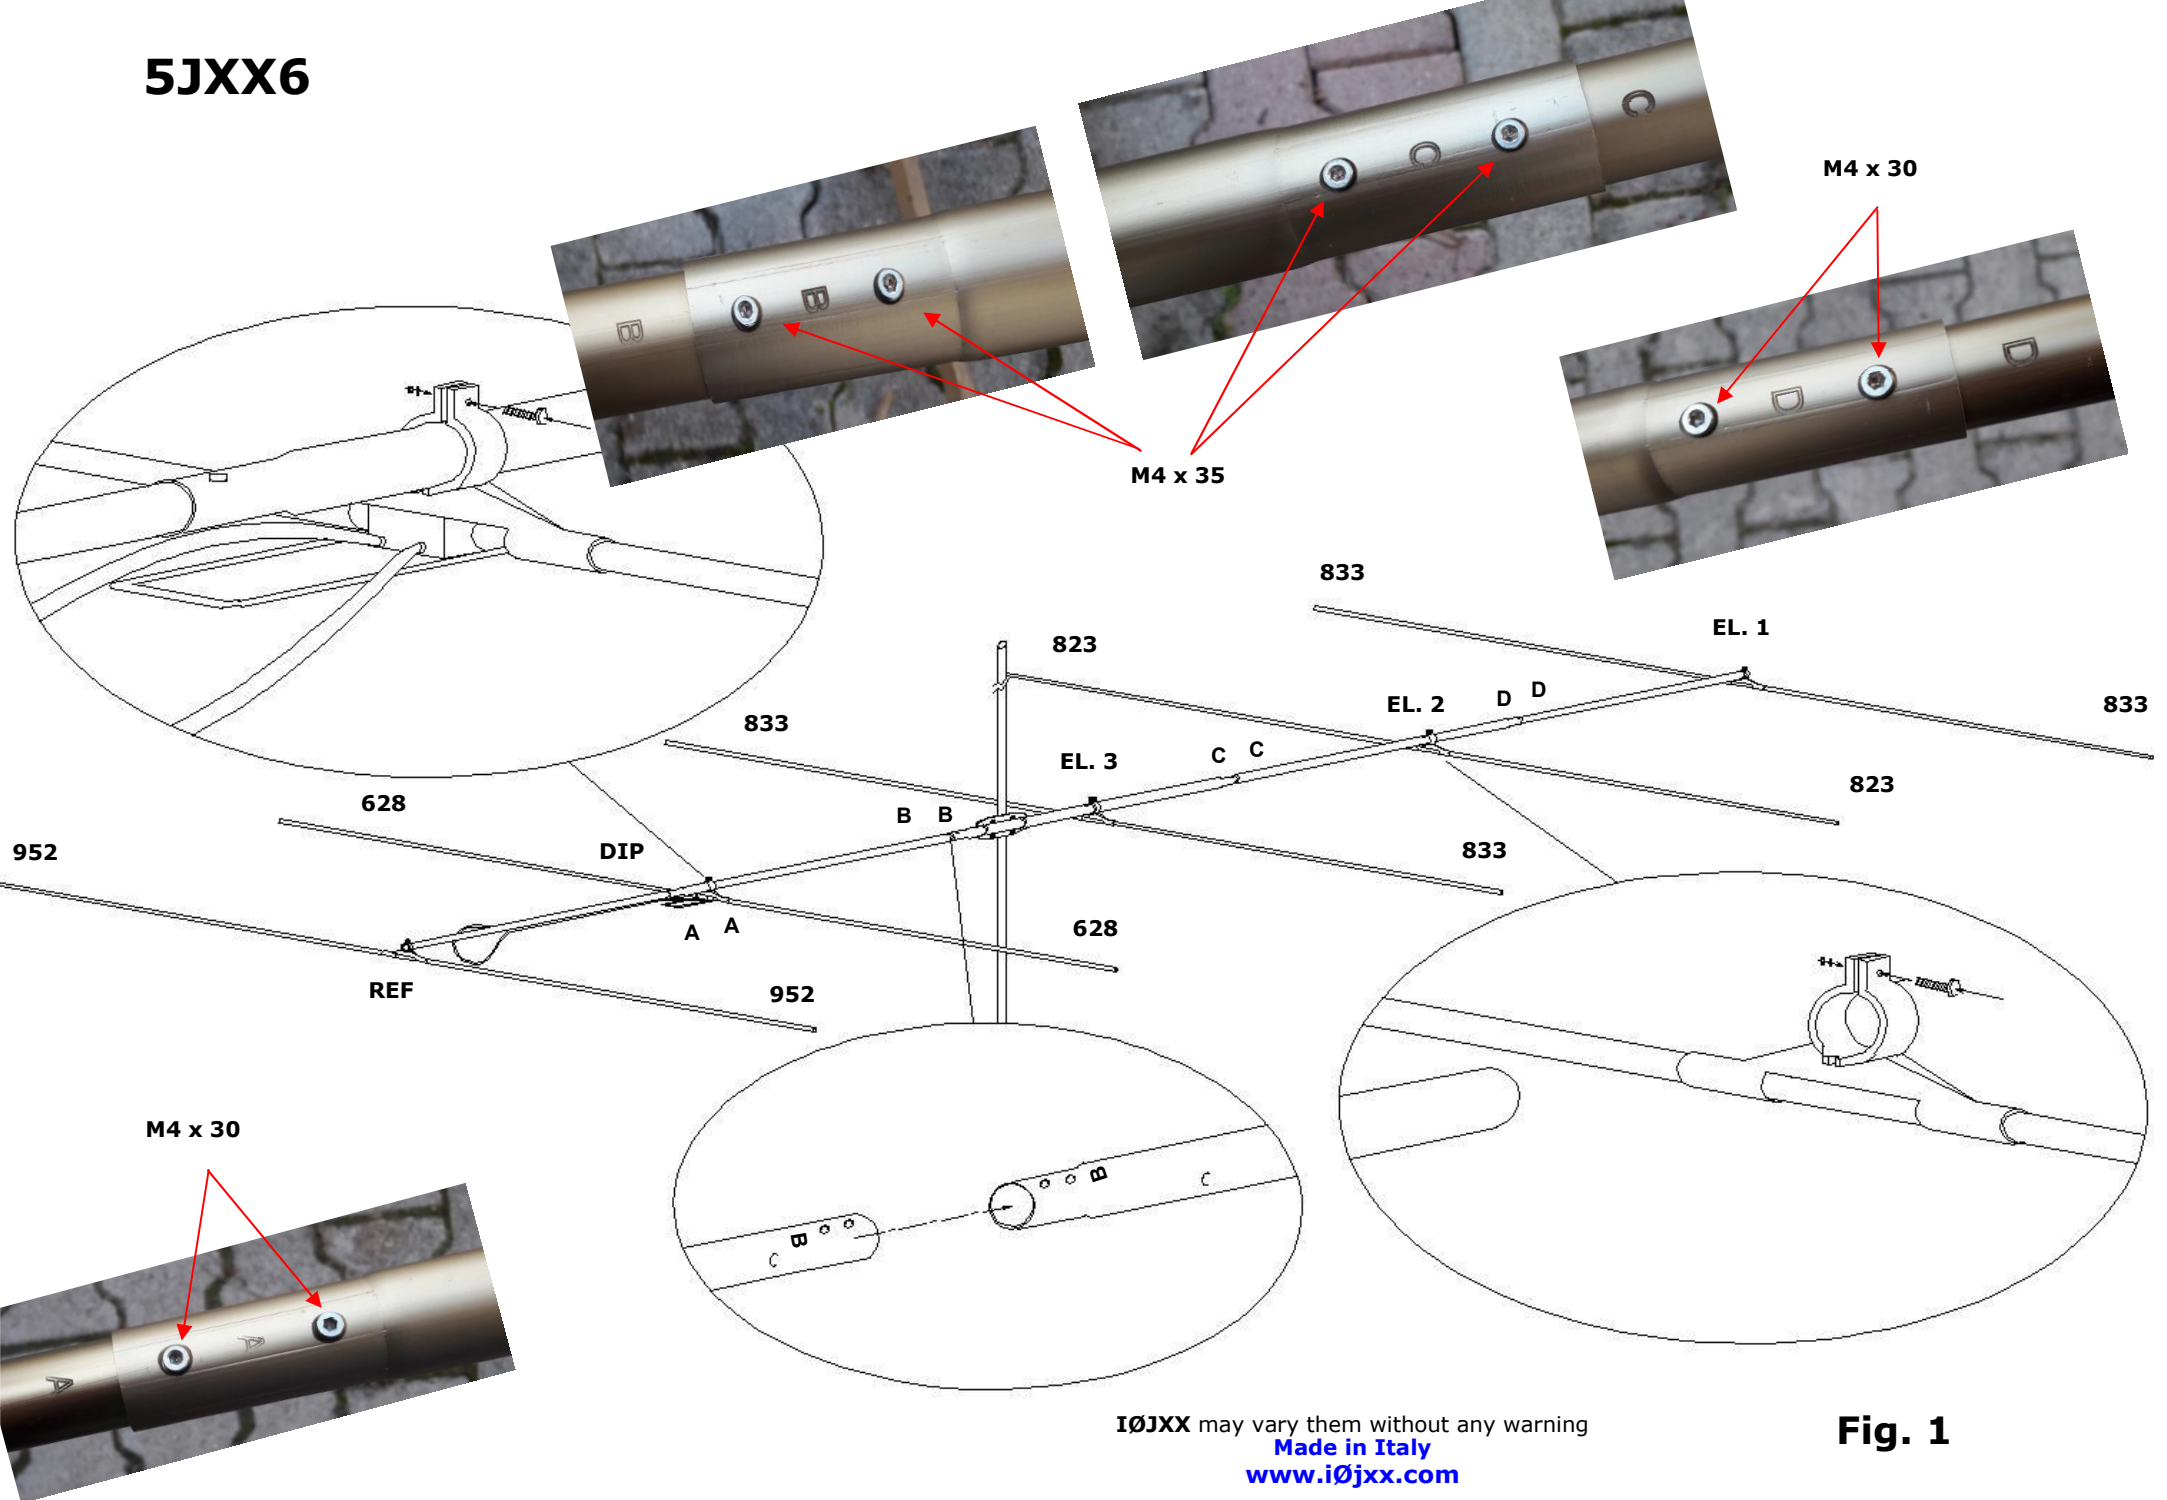 5JXX6
C
C
M4 x 30
B
B
D
D
M4 x 35
833
EL. 1
823
D
D
EL. 2
833
833
C
C
EL. 3
823
628
B
B
952
DIP
833
A
A
628
REF
952
M4 x 30
B
C
B
C
A
A
IØJXX may vary them without any warning
Made in Italy
www.iØjxx.com
Fig. 1